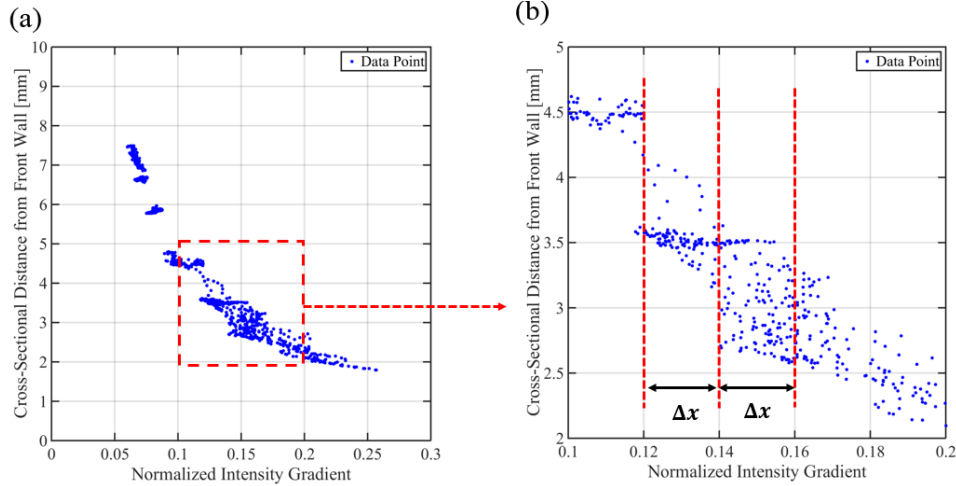 (a)
10
9
8
7
6
5
4
3
2
1
0
Cross-Sectional Distance from Front Wall [mm]
Data Point
0 0.05 0.1 0.15 0.2 0.25 0.3
Normalized Intensity Gradient
(b)
5
4.5
4
3.5
3
2.5
2
Cross-Sectional Distance from Front Wall [mm]
Data Point
Δx Δx
0.1 0.12 0.14 0.16 0.18 0.2
Normalized Intensity Gradient